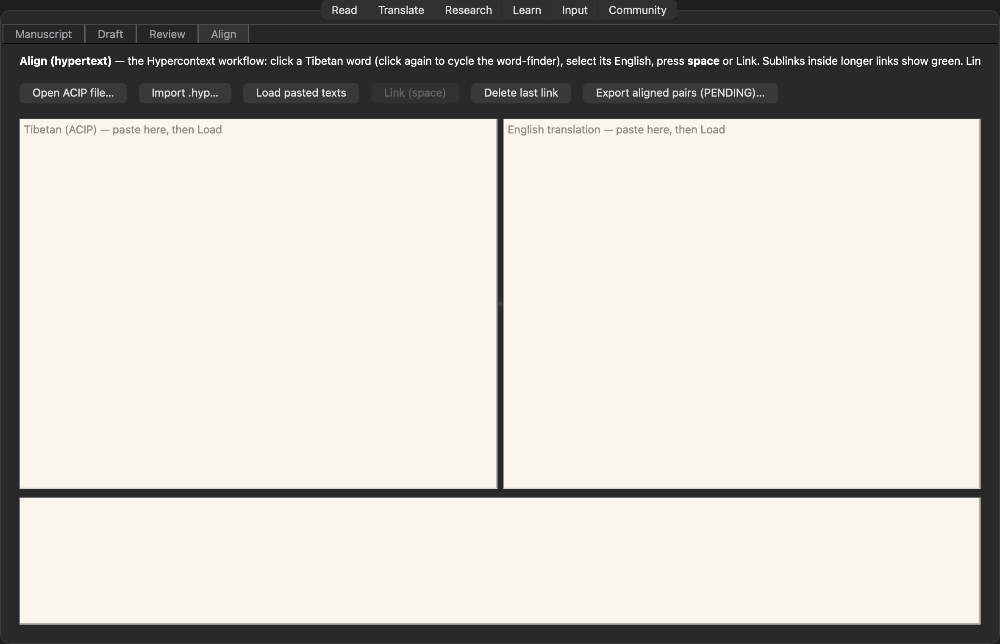 Read Translate Research Learn Input Community
Manuscript Draft Review Align
Align (hypertext) — the Hypercontext workflow: click a Tibetan word (click again to cycle the word-finder), select its English, press space or Link. Sublinks inside longer links show green. Lin
Open ACIP file... Import .hyp... Load pasted texts Link (space) Delete last link Export aligned pairs (PENDING)...
Tibetan (ACIP) — paste here, then Load English translation — paste here, then Load